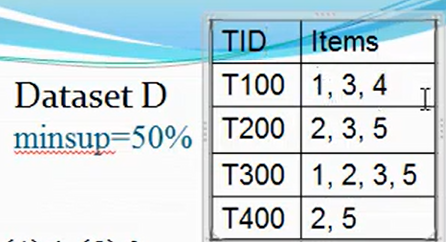 TID Items
T100 1, 3, 4
Dataset D
T200 2, 3, 5
minsup=50%
T300 1, 2, 3, 5
T400 2, 5